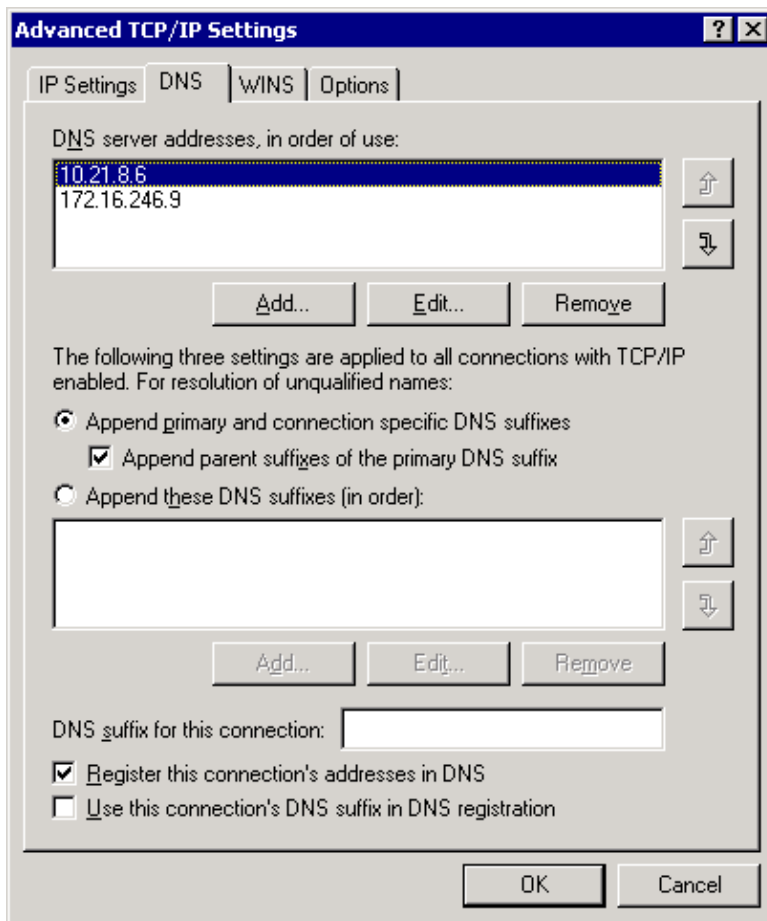 Advanced TCP/IP Settings
IP Settings DNS WINS Options
DNS server addresses, in order of use:
10.21.8.6
172.16.246.9
Add... Edit... Remove
The following three settings are applied to all connections with TCP/IP
enabled. For resolution of unqualified names:
Append primary and connection specific DNS suffixes
Append parent suffixes of the primary DNS suffix
Append these DNS suffixes (in order):
Add... Edit... Remove
DNS suffix for this connection:
Register this connection's addresses in DNS
Use this connection's DNS suffix in DNS registration
OK Cancel